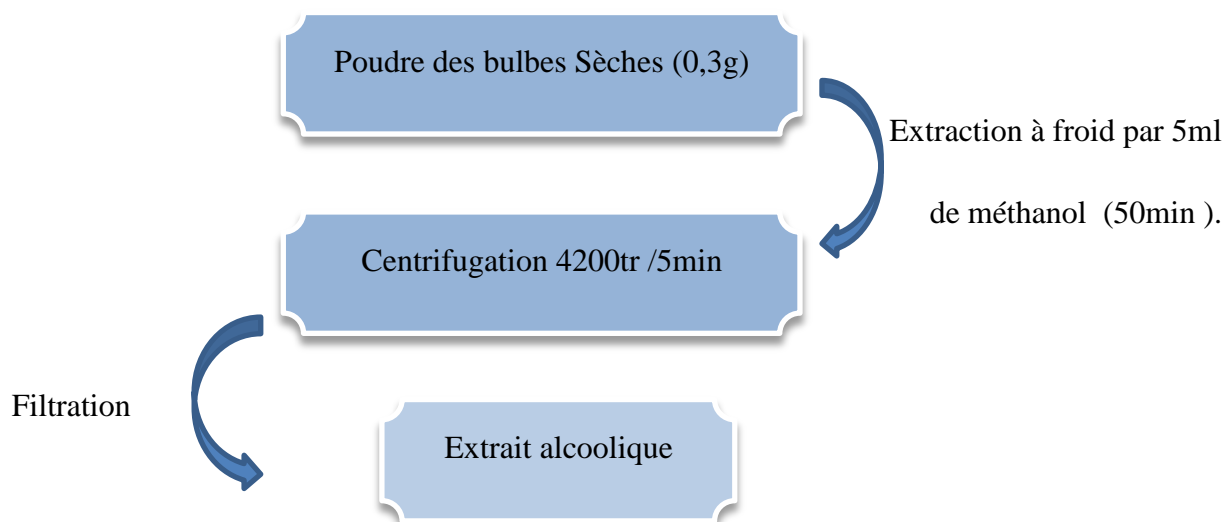 Poudre des bulbes Sèches (0,3g)
Extraction à froid par 5ml
de méthanol (50min ).
Centrifugation 4200tr /5min
Filtration
Extrait alcoolique